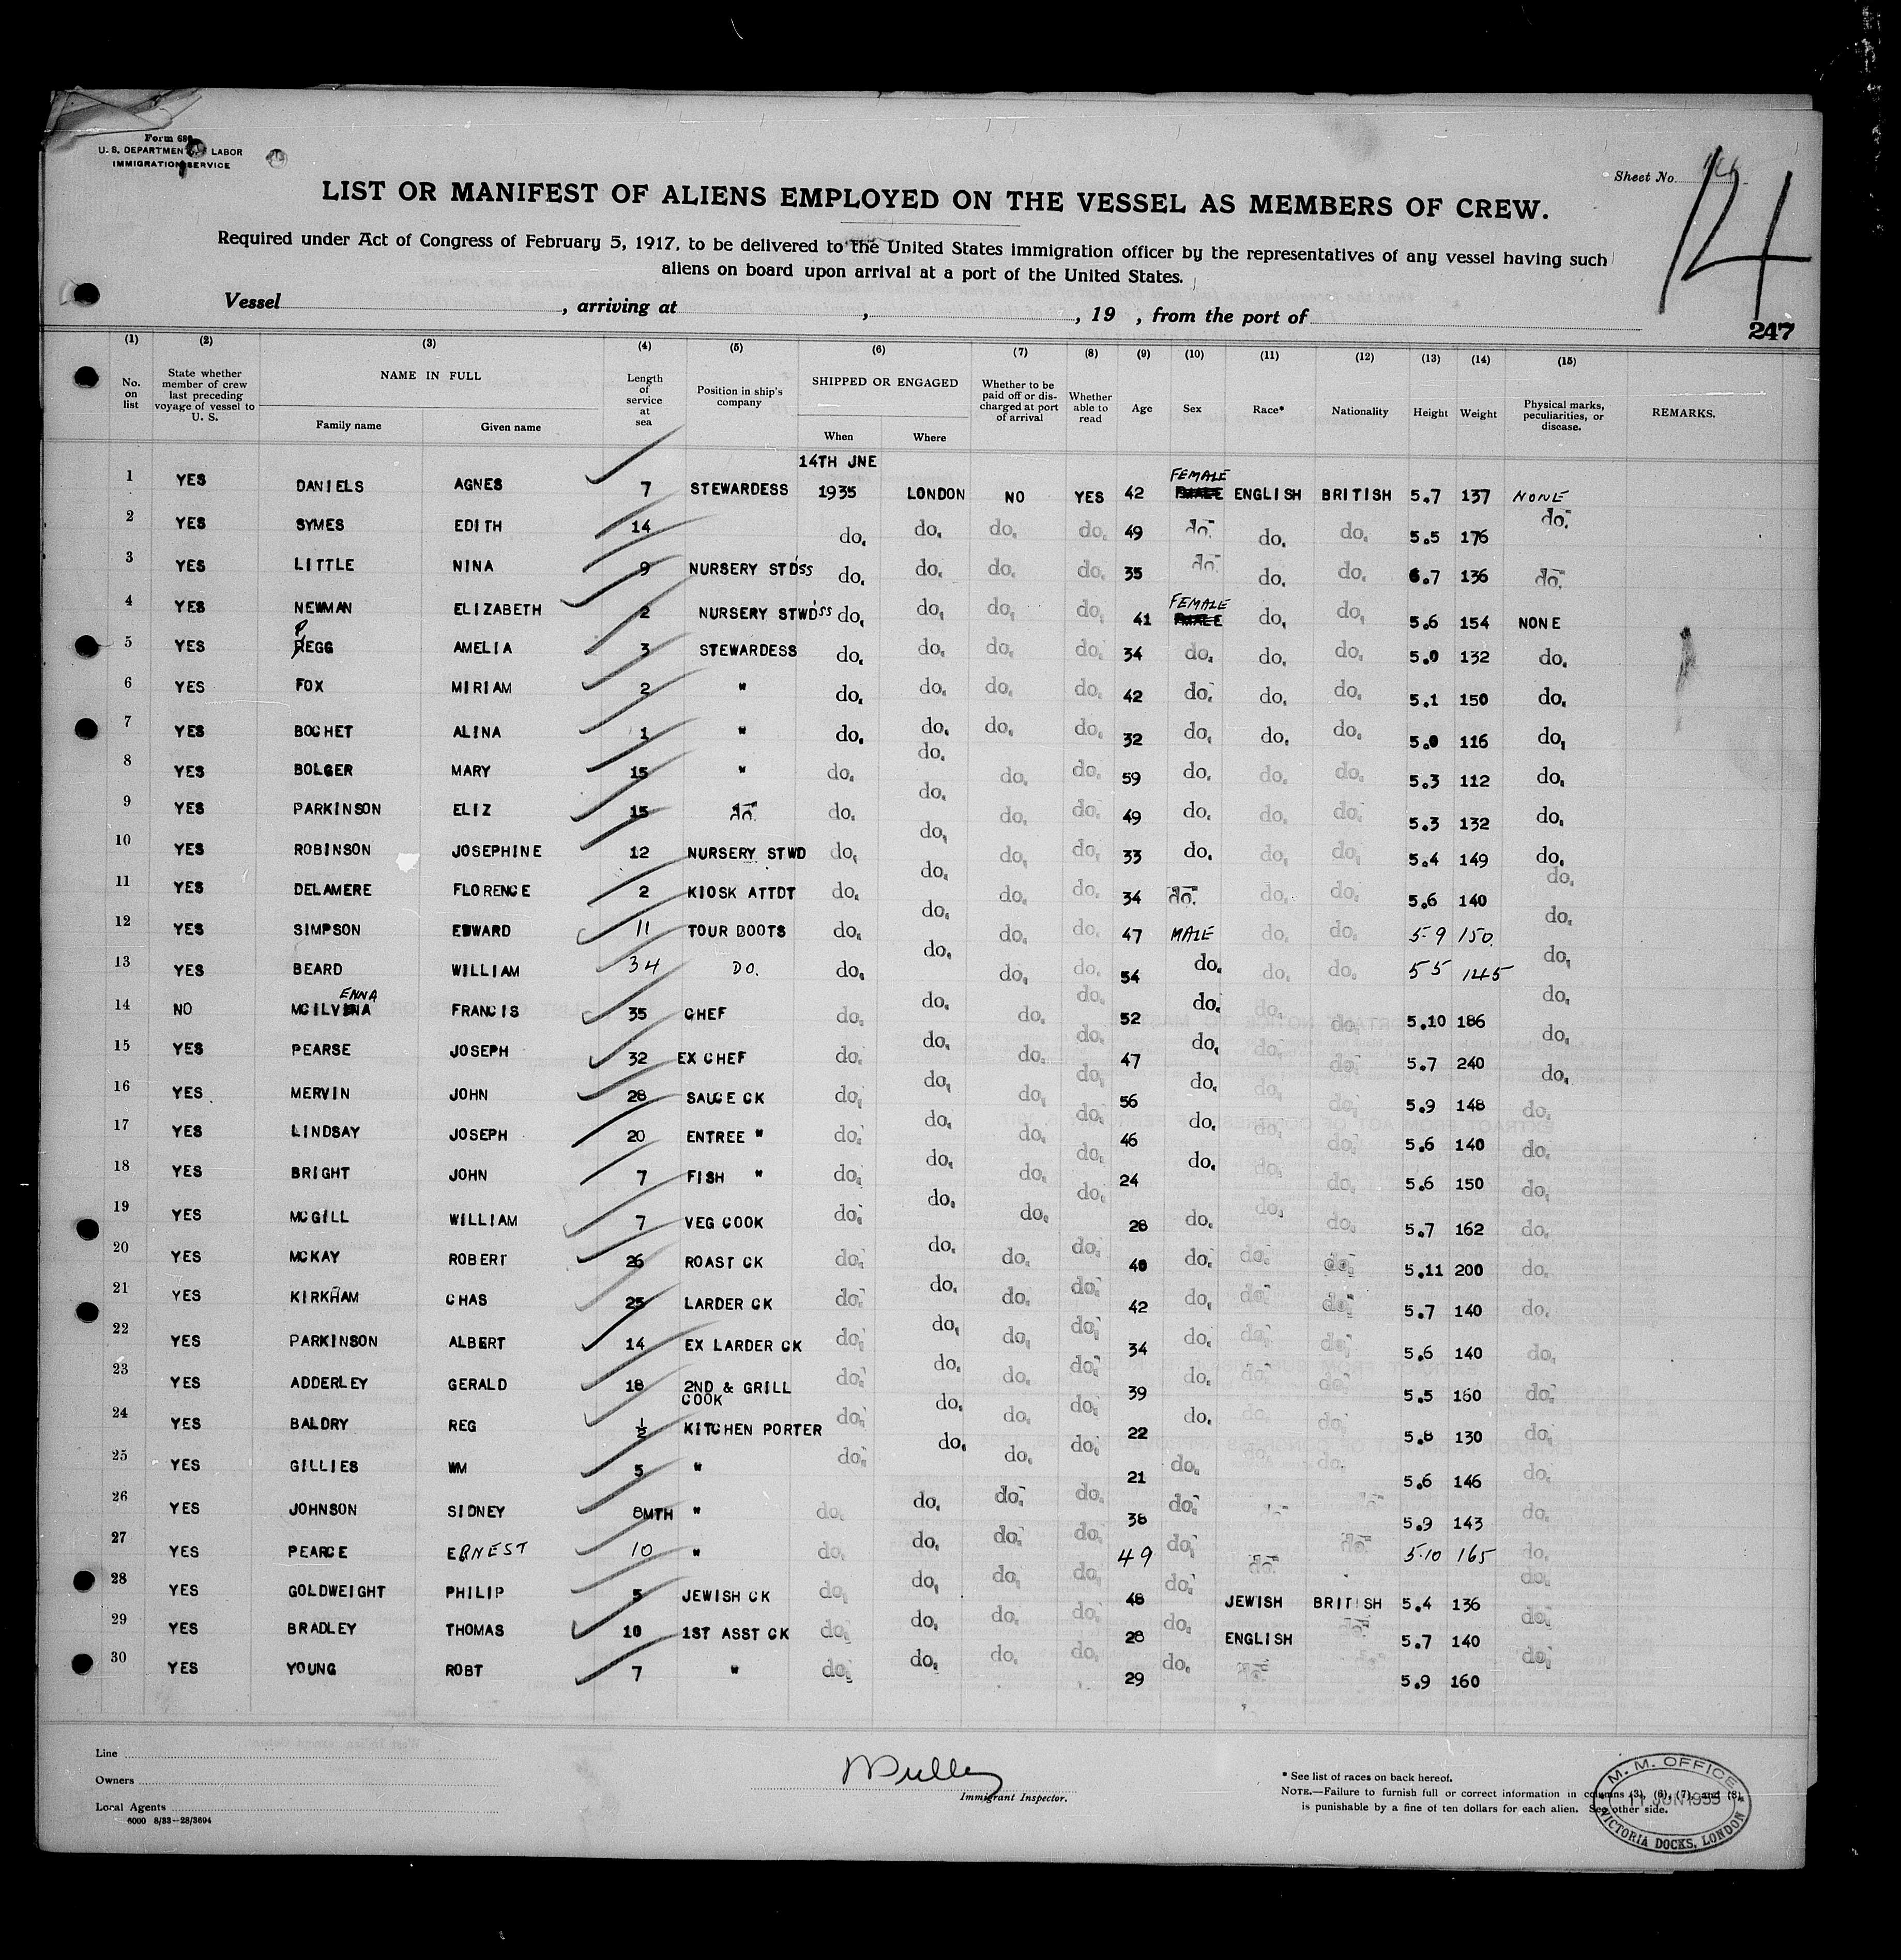 Form 680
U. S. DEPARTMENT OF LABOR
IMMIGRATION SERVICE
Sheet No. 14
14
LIST OR MANIFEST OF ALIENS EMPLOYED ON THE VESSEL AS MEMBERS OF CREW.
Required under Act of Congress of February 5, 1917, to be delivered to the United States immigration officer by the representatives of any vessel having such
aliens on board upon arrival at a port of the United States.
Vessel , arriving at , , 19 , from the port of
247
(1) (2) (3) (4) (5) (6) (7) (8) (9) (10) (11) (12) (13) (14) (15)
No. on list State whether member of crew last preceding voyage of vessel to U. S. NAME IN FULL Family name Given name Length of service at sea Position in ship's company SHIPPED OR ENGAGED When Where Whether to be paid off or discharged at port of arrival Whether able to read Age Sex Race* Nationality Height Weight Physical marks, peculiarities, or disease. REMARKS.
14TH JNE
1 YES DANIELS AGNES 7 STEWARDESS 1935 LONDON NO YES 42 FEMALE ENGLISH BRITISH 5.7 137 NONE
2 YES SYMES EDITH 14 do. do. do. do. 49 do. do. do. 5.5 176 do.
3 YES LITTLE NINA 9 NURSERY STD'SS do. do. do. do. 35 do. do. do. 6.7 136 do.
4 YES NEWMAN ELIZABETH 2 NURSERY STWD'SS do. do. do. do. 41 FEMALE do. do. 5.6 154 NONE
5 YES PEGG AMELIA 3 STEWARDESS do. do. do. do. 34 do. do. do. 5.0 132 do.
6 YES FOX MIRIAM 2 " do. do. do. do. 42 do. do. do. 5.1 150 do.
7 YES BOCHET ALINA 1 " do. do. do. do. 32 do. do. do. 5.0 116 do.
8 YES BOLGER MARY 15 " do. do. do. do. 59 do. do. do. 5.3 112 do.
9 YES PARKINSON ELIZ 15 do. do. do. do. do. 49 do. do. do. 5.3 132 do.
10 YES ROBINSON JOSEPHINE 12 NURSERY STWD do. do. do. do. 33 do. do. do. 5.4 149 do.
11 YES DELAMERE FLORENCE 2 KIOSK ATTDT do. do. do. do. 34 do. do. do. 5.6 140 do.
12 YES SIMPSON EDWARD 11 TOUR BOOTS do. do. do. do. 47 MALE do. do. 5-9 150 do.
13 YES BEARD WILLIAM 34 DO. do. do. do. do. 54 do. do. do. 5 5 145 do.
14 NO MCILVENNA FRANCIS 35 CHEF do. do. do. do. 52 do. do. do. 5.10 186 do.
15 YES PEARSE JOSEPH 32 EX CHEF do. do. do. do. 47 do. do. do. 5.7 240 do.
16 YES MERVIN JOHN 28 SAUCE CK do. do. do. do. 56 do. do. do. 5.9 148 do.
17 YES LINDSAY JOSEPH 20 ENTREE " do. do. do. do. 46 do. do. do. 5.6 140 do.
18 YES BRIGHT JOHN 7 FISH " do. do. do. do. 24 do. do. do. 5.6 150 do.
19 YES MCGILL WILLIAM 7 VEG COOK do. do. do. do. 28 do. do. do. 5.7 162 do.
20 YES MCKAY ROBERT 26 ROAST CK do. do. do. do. 40 do. do. do. 5.11 200 do.
21 YES KIRKHAM CHAS 25 LARDER CK do. do. do. do. 42 do. do. do. 5.7 140 do.
22 YES PARKINSON ALBERT 14 EX LARDER CK do. do. do. do. 34 do. do. do. 5.6 140 do.
23 YES ADDERLEY GERALD 18 2ND & GRILL COOK do. do. do. do. 39 do. do. do. 5.5 160 do.
24 YES BALDRY REG ½ KITCHEN PORTER do. do. do. do. 22 do. do. do. 5.8 130 do.
25 YES GILLIES WM 5 " do. do. do. do. 21 do. do. do. 5.6 146 do.
26 YES JOHNSON SIDNEY 8MTH " do. do. do. do. 38 do. 5.9 143 do.
27 YES PEARCE ERNEST 10 " do. do. do. do. 49 do. do. do. 5.10 165 do.
28 YES GOLDWEIGHT PHILIP 5 JEWISH CK do. do. do. do. 48 do. JEWISH BRITISH 5.4 136 do.
29 YES BRADLEY THOMAS 10 1ST ASST CK do. do. do. do. 28 do. ENGLISH do. 5.7 140 do.
30 YES YOUNG ROBT 7 " do. do. do. do. 29 do. do. do. 5.9 160 do.
Line
Owners
Local Agents
6000 8/33—28/3694
Immigrant Inspector.
* See list of races on back hereof.
NOTE.—Failure to furnish full or correct information in columns (3), (6), (7), and (8),
is punishable by a fine of ten dollars for each alien. See other side.
M. M. OFFICE
11 JUN 1935
VICTORIA DOCKS, LONDON